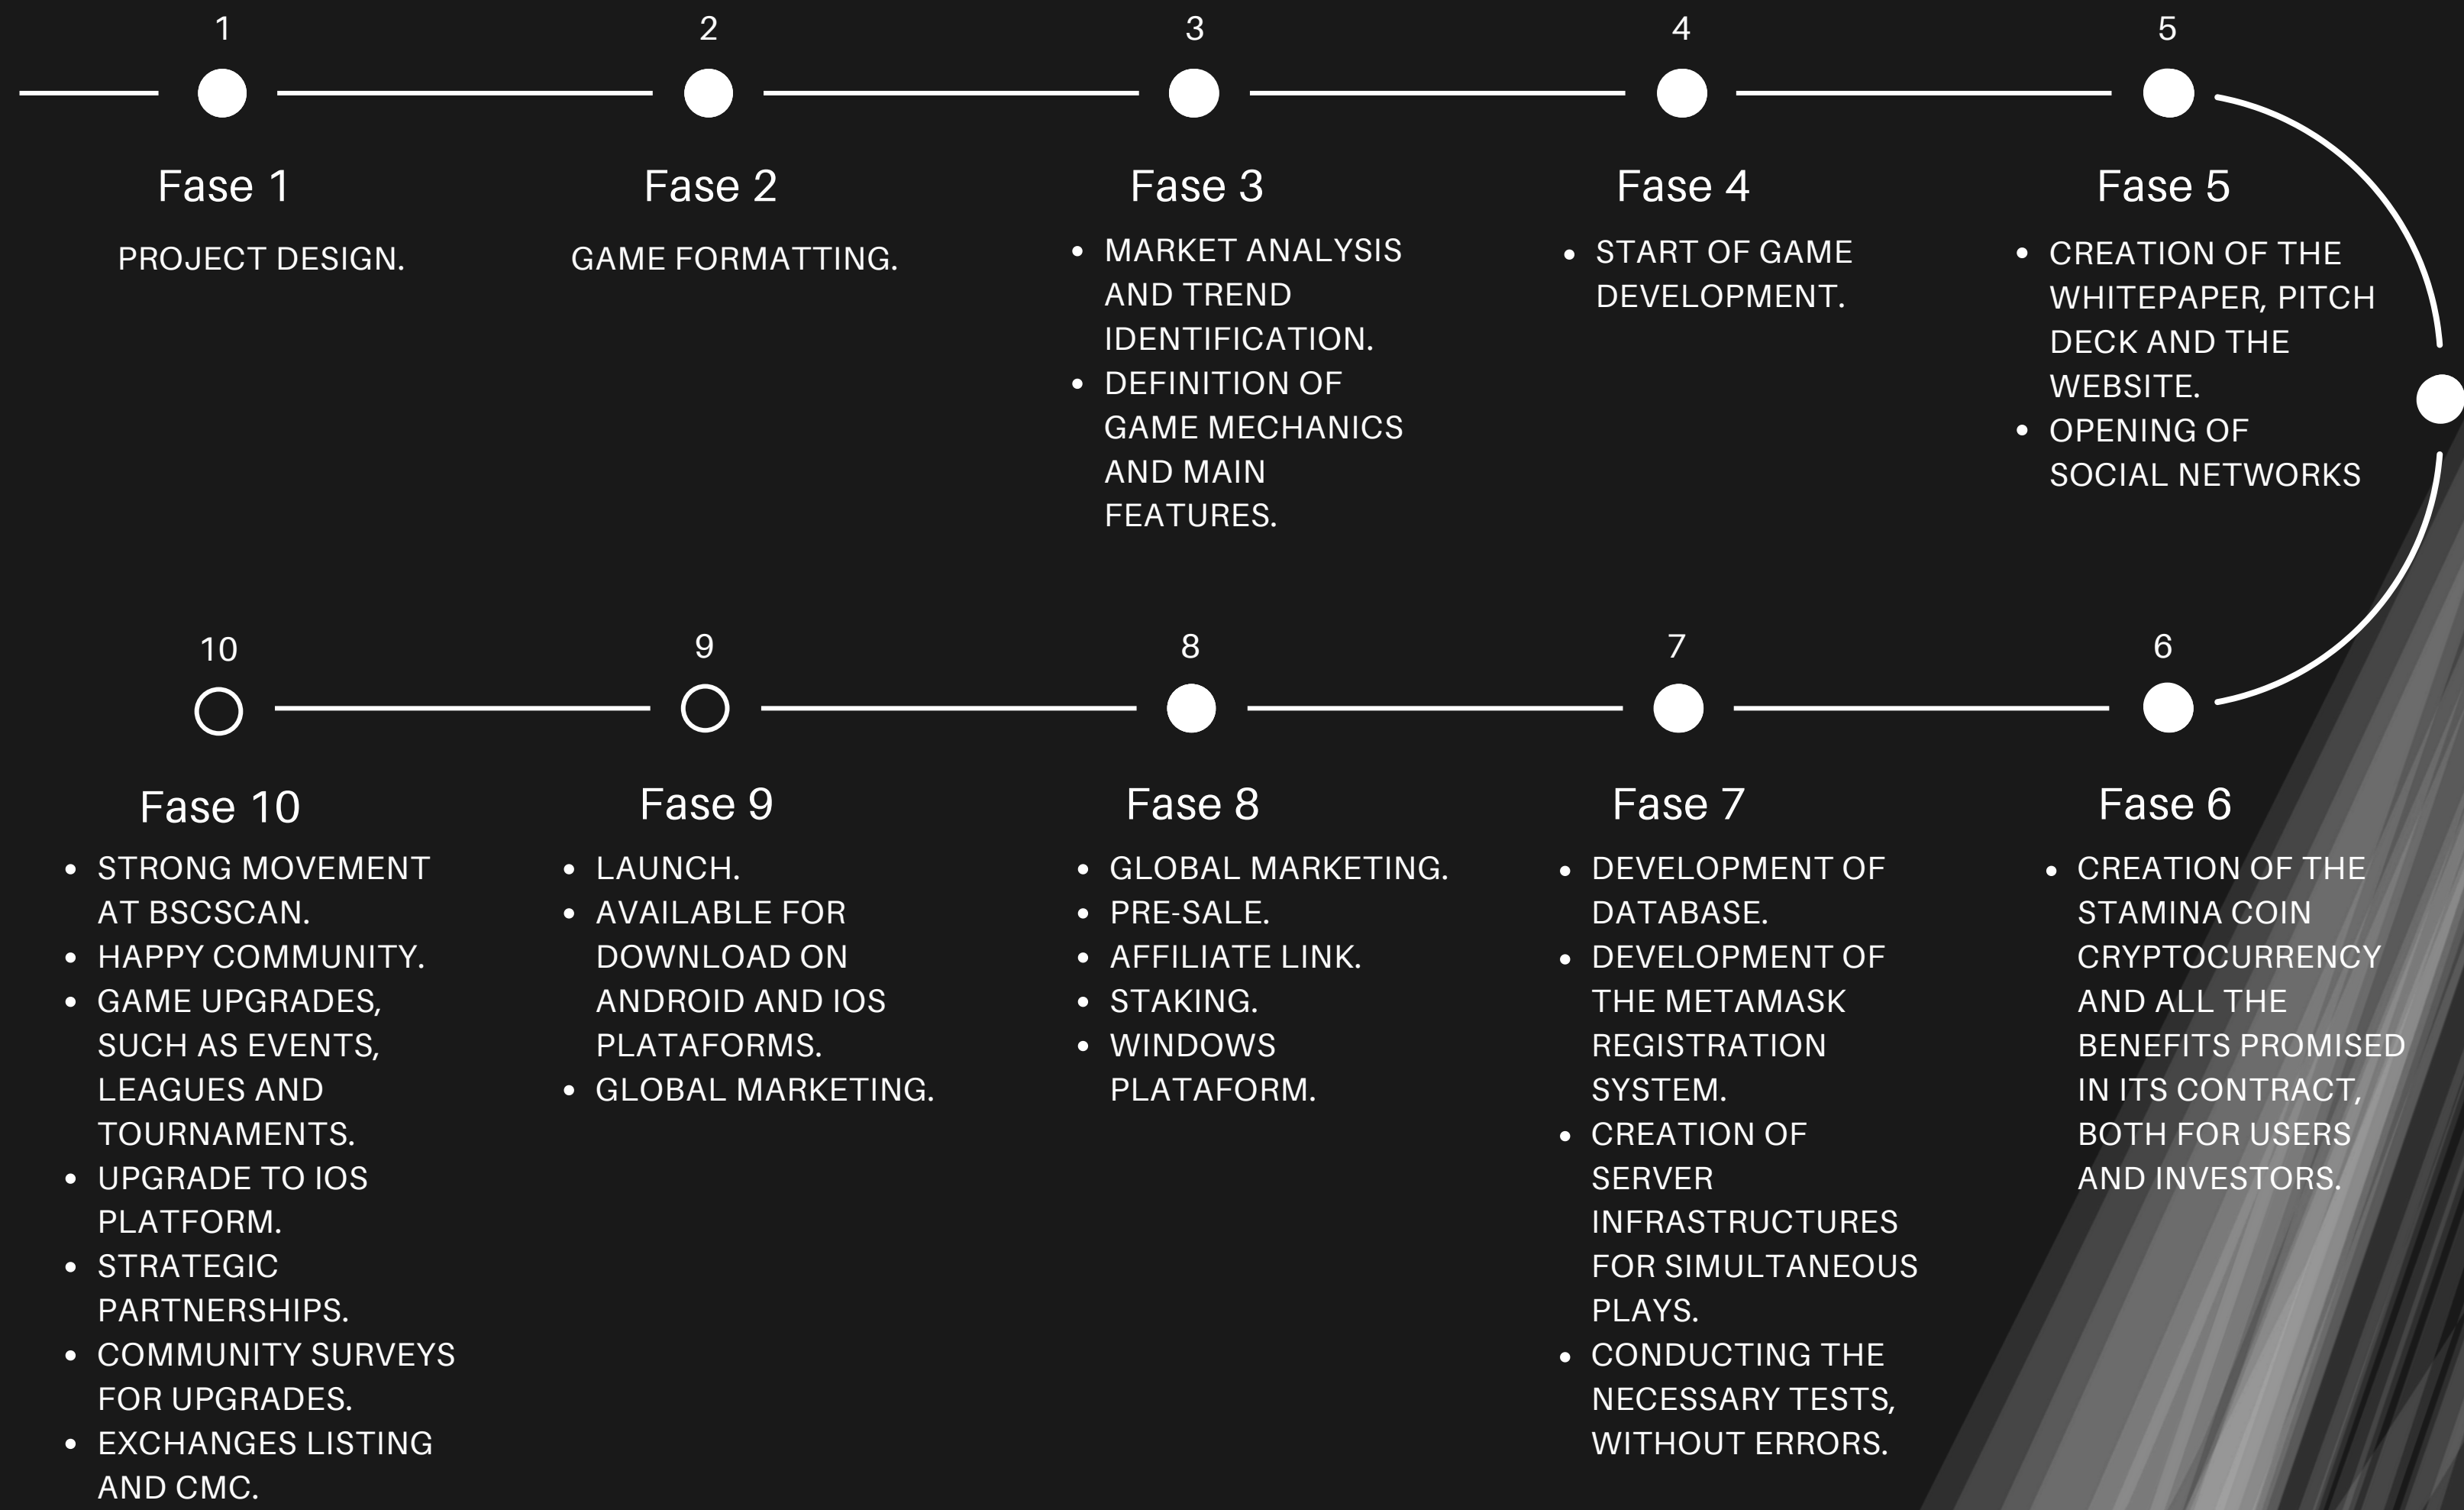 1
2
3
4
5
Fase 1
PROJECT DESIGN.
Fase 2
GAME FORMATTING.
Fase 3
• MARKET ANALYSIS
AND TREND
IDENTIFICATION.
• DEFINITION OF
GAME MECHANICS
AND MAIN
FEATURES.
Fase 4
• START OF GAME
DEVELOPMENT.
Fase 5
• CREATION OF THE
WHITEPAPER, PITCH
DECK AND THE
WEBSITE.
• OPENING OF
SOCIAL NETWORKS
10
9
8
7
6
Fase 10
• STRONG MOVEMENT
AT BSCSCAN.
• HAPPY COMMUNITY.
• GAME UPGRADES,
SUCH AS EVENTS,
LEAGUES AND
TOURNAMENTS.
• UPGRADE TO IOS
PLATFORM.
• STRATEGIC
PARTNERSHIPS.
• COMMUNITY SURVEYS
FOR UPGRADES.
• EXCHANGES LISTING
AND CMC.
Fase 9
• LAUNCH.
• AVAILABLE FOR
DOWNLOAD ON
ANDROID AND IOS
PLATAFORMS.
• GLOBAL MARKETING.
Fase 8
• GLOBAL MARKETING.
• PRE-SALE.
• AFFILIATE LINK.
• STAKING.
• WINDOWS
PLATAFORM.
Fase 7
• DEVELOPMENT OF
DATABASE.
• DEVELOPMENT OF
THE METAMASK
REGISTRATION
SYSTEM.
• CREATION OF
SERVER
INFRASTRUCTURES
FOR SIMULTANEOUS
PLAYS.
• CONDUCTING THE
NECESSARY TESTS,
WITHOUT ERRORS.
Fase 6
• CREATION OF THE
STAMINA COIN
CRYPTOCURRENCY
AND ALL THE
BENEFITS PROMISED
IN ITS CONTRACT,
BOTH FOR USERS
AND INVESTORS.